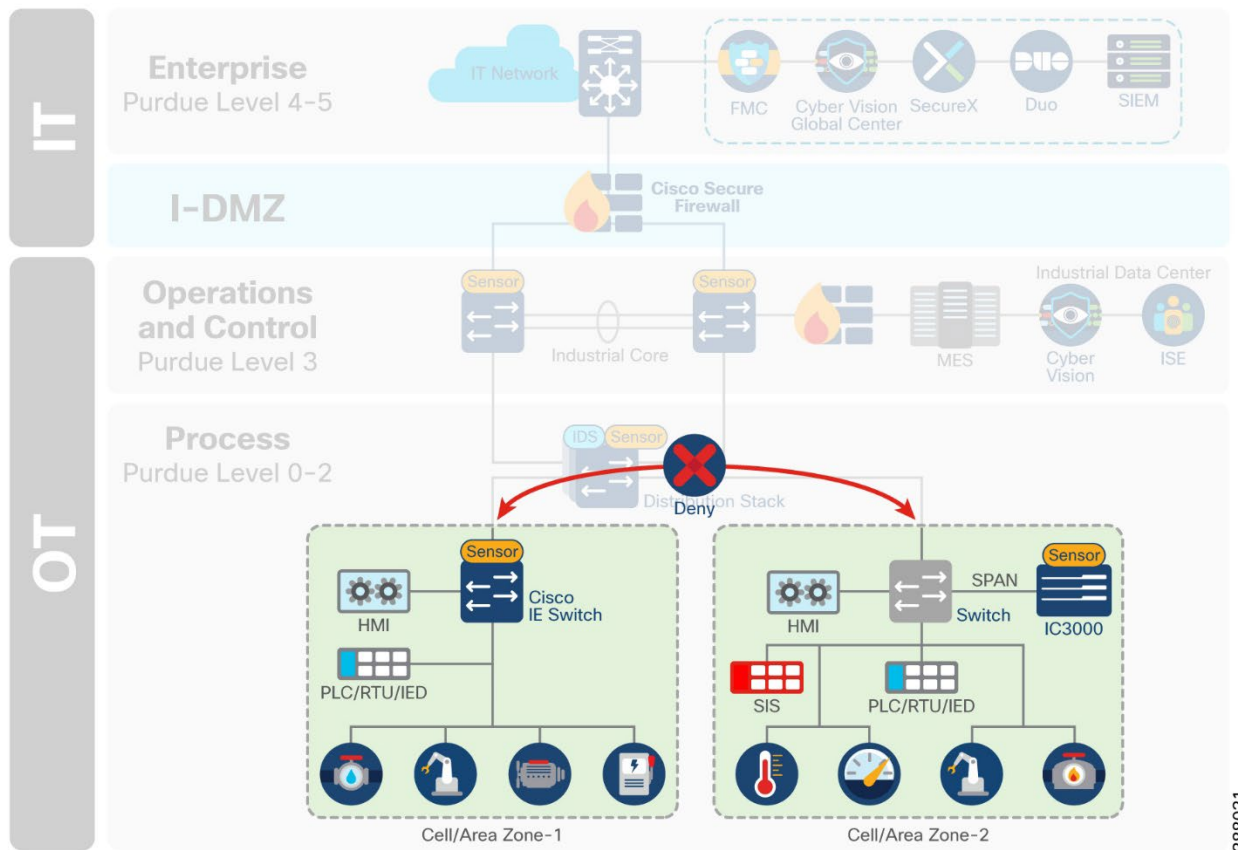 IT
Enterprise
Purdue Level 4-5
IT Network
FMC
Cyber Vision
Global Center
SecureX
DUO
Duo
SIEM
I-DMZ
Cisco Secure
Firewall
OT
Operations
and Control
Purdue Level 3
Sensor
Sensor
Industrial Core
Industrial Data Center
MES
Cyber
Vision
ISE
Process
Purdue Level 0-2
IDS
Sensor
Distribution Stack
Deny
Sensor
HMI
Cisco
IE Switch
PLC/RTU/IED
Cell/Area Zone-1
HMI
Switch
SPAN
Sensor
IC3000
SIS
PLC/RTU/IED
Cell/Area Zone-2
388031